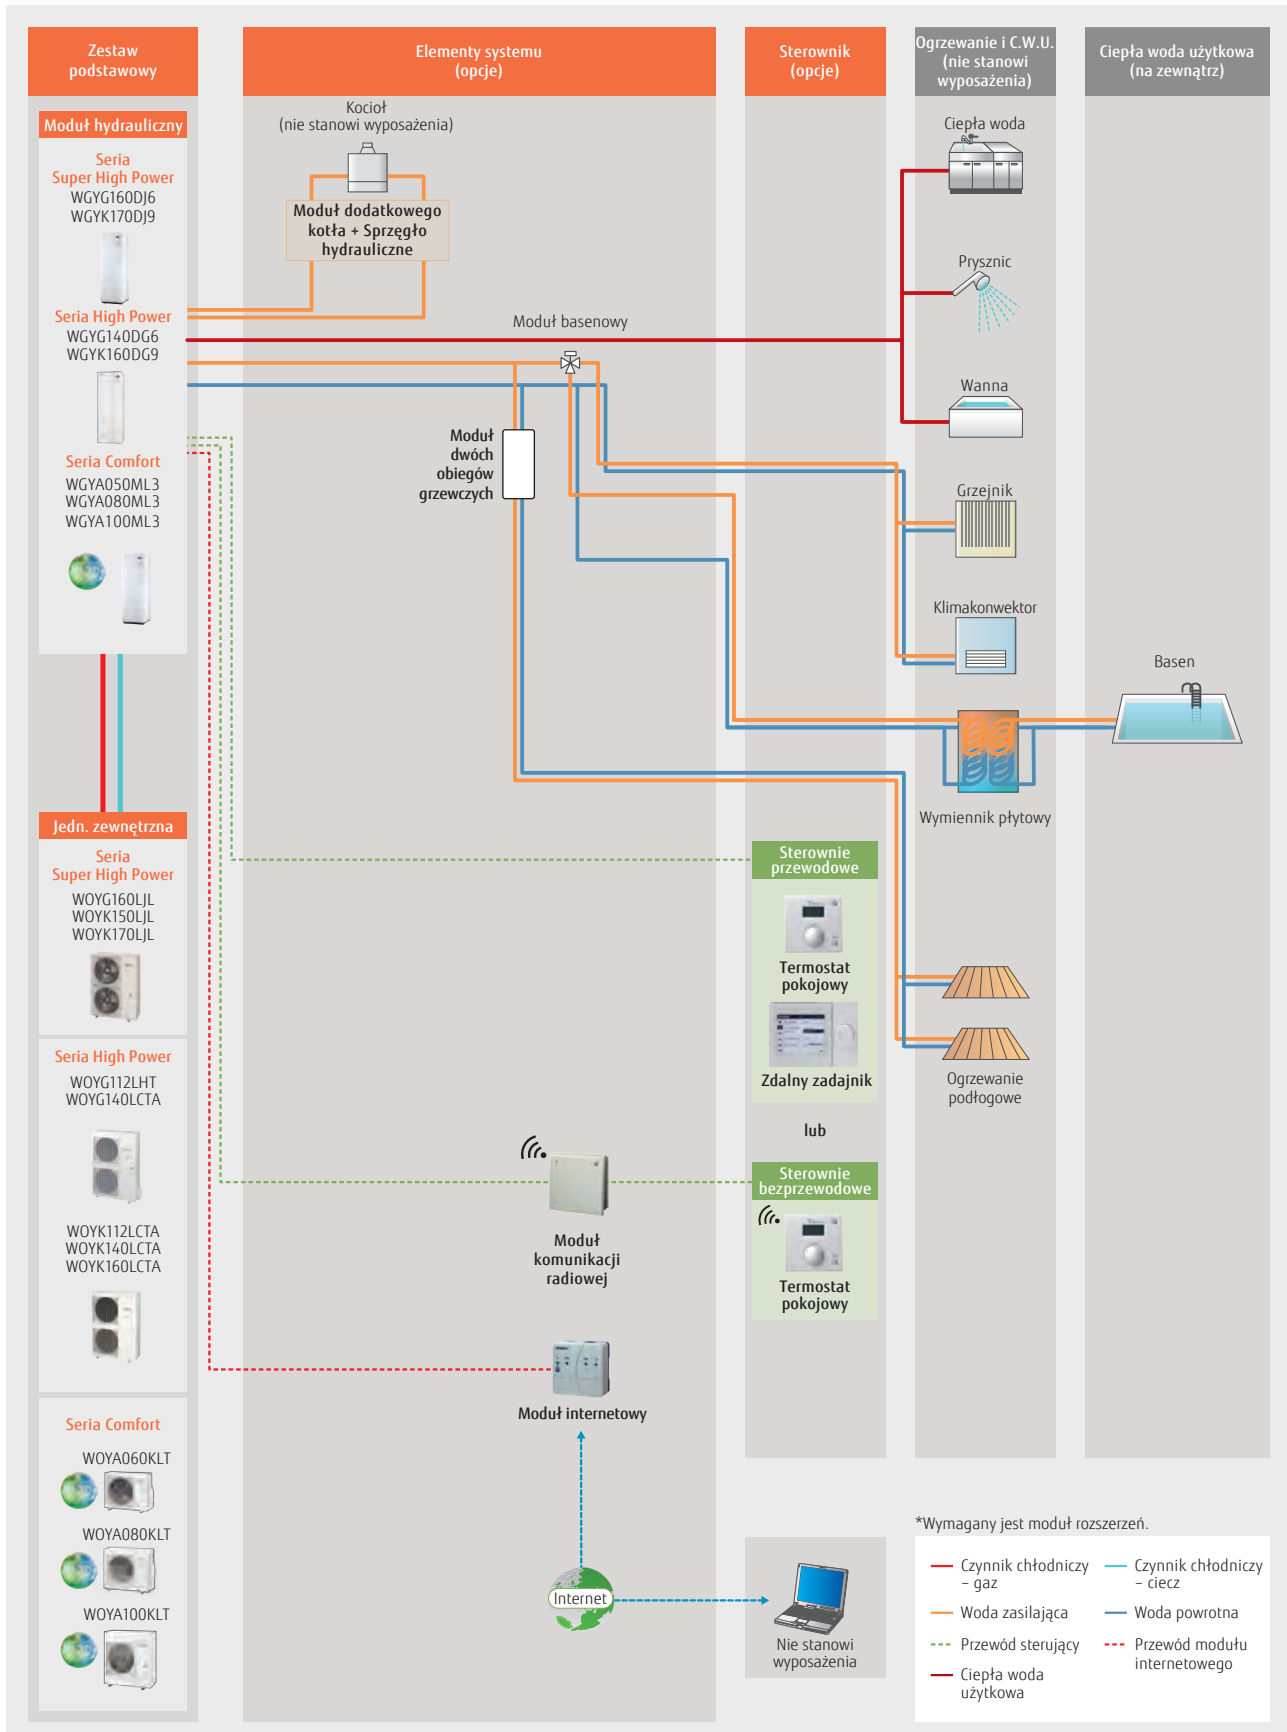 Zestaw
podstawowy
Elementy systemu
(opcje)
Sterownik
(opcje)
Ogrzewanie i C.W.U.
(nie stanowi
wyposażenia)
Ciepła woda użytkowa
(na zewnątrz)
Moduł hydrauliczny
Seria
Super High Power
WGYG160DJ6
WGYK170DJ9
Seria High Power
WGYG140DG6
WGYK160DG9
Seria Comfort
WGYA050ML3
WGYA080ML3
WGYA100ML3
Jedn. zewnętrzna
Seria
Super High Power
WOYG160LJL
WOYK150LJL
WOYK170LJL
Seria High Power
WOYG112LHT
WOYG140LCTA
WOYK112LCTA
WOYK140LCTA
WOYK160LCTA
Seria Comfort
WOYA060KLT
WOYA080KLT
WOYA100KLT
Kocioł
(nie stanowi wyposażenia)
Moduł dodatkowego
kotła + Sprzęgło
hydrauliczne
Moduł basenowy
Moduł
dwóch
obiegów
grzewczych
Moduł
komunikacji
radiowej
Moduł internetowy
Internet
Sterownie
przewodowe
Termostat
pokojowy
Zdalny zadajnik
lub
Sterownie
bezprzewodowe
Termostat
pokojowy
Nie stanowi
wyposażenia
Ciepła woda
Prysznic
Wanna
Grzejnik
Klimakonwektor
Wymiennik płytowy
Ogrzewanie
podłogowe
Basen
*Wymagany jest moduł rozszerzeń.
Czynnik chłodniczy
– gaz
Czynnik chłodniczy
– ciecz
Woda zasilająca
Woda powrotna
Przewód sterujący
Przewód modułu
internetowego
Ciepła woda
użytkowa